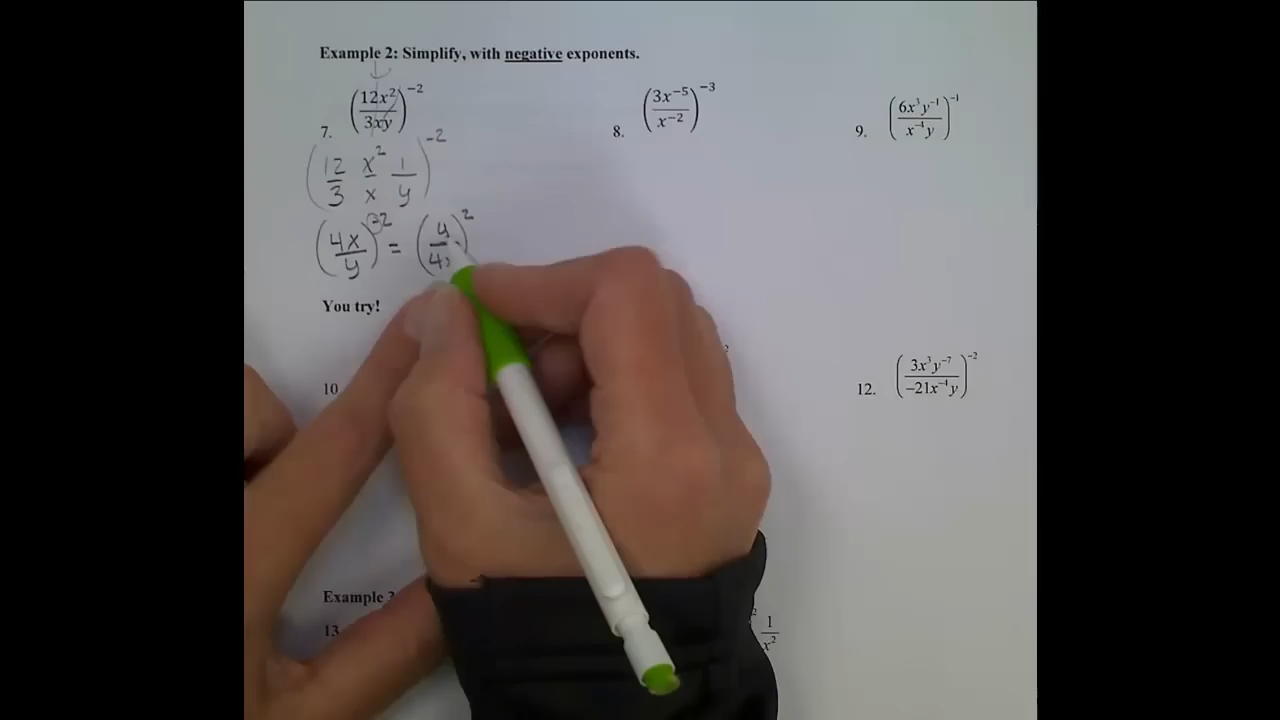 Example 2: Simplify, with negative exponents.
7. (12x²/3xy)⁻²
8. (3x⁻⁵/x⁻²)⁻³
9. (6x³y⁻¹/x⁻⁴y)⁻¹
(12/3 x²/x 1/y)⁻²
(4x/y)⁻² = (y/4)²
You try!
10
12. (3x³y⁻⁷/−21x⁻⁴y)⁻²
Example
13
1/x²